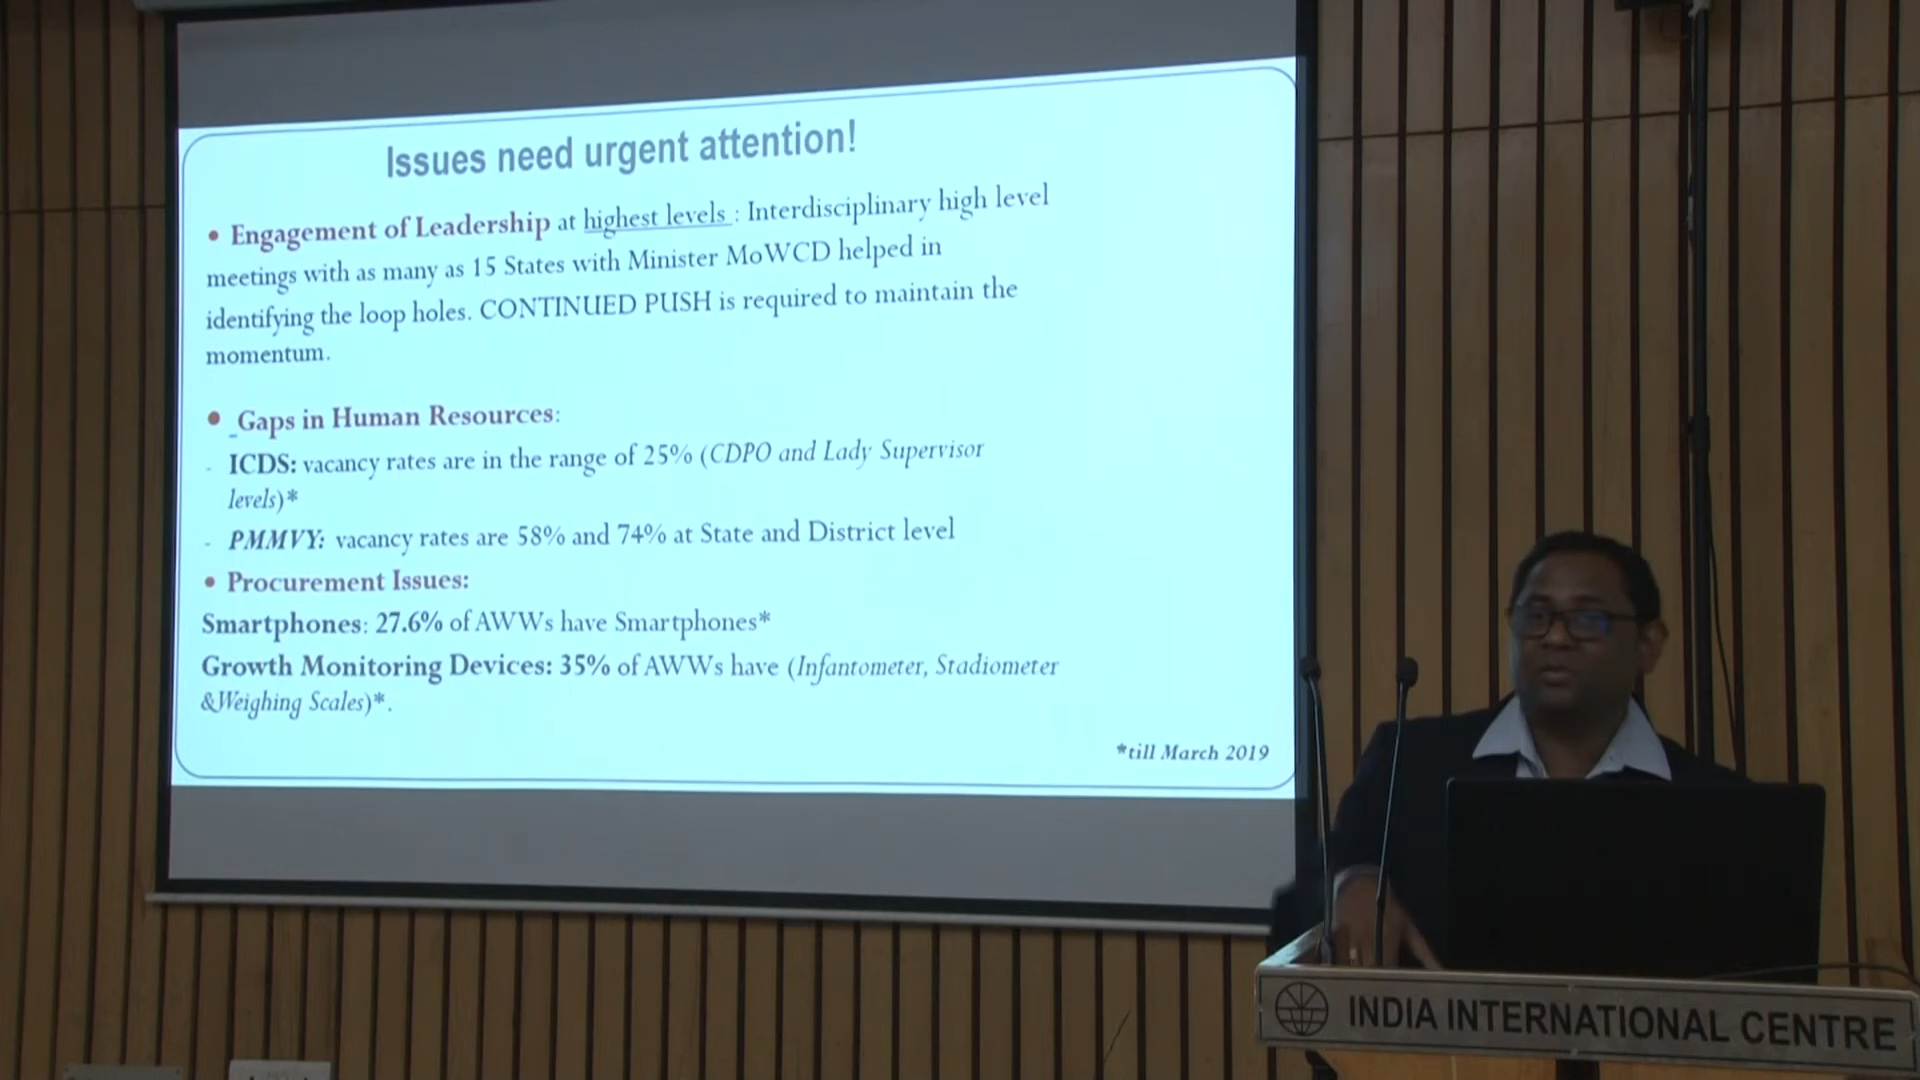 Issues need urgent attention!
• Engagement of Leadership at highest levels : Interdisciplinary high level
meetings with as many as 15 States with Minister MoWCD helped in
identifying the loop holes. CONTINUED PUSH is required to maintain the
momentum.
• Gaps in Human Resources:
- ICDS: vacancy rates are in the range of 25% (CDPO and Lady Supervisor
levels)*
- PMMVY: vacancy rates are 58% and 74% at State and District level
• Procurement Issues:
Smartphones: 27.6% of AWWs have Smartphones*
Growth Monitoring Devices: 35% of AWWs have (Infantometer, Stadiometer
&Weighing Scales)*.
*till March 2019
INDIA INTERNATIONAL CENTRE